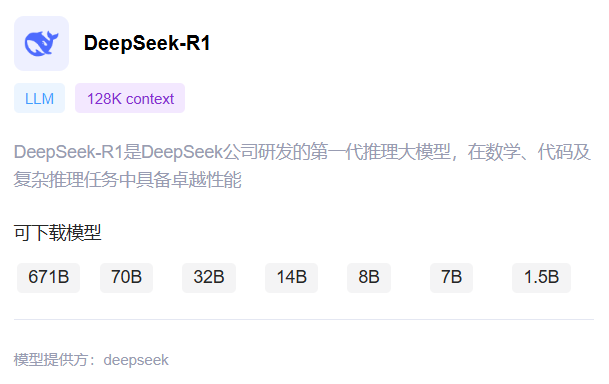 DeepSeek-R1
LLM 128K context
DeepSeek-R1是DeepSeek公司研发的第一代推理大模型，在数学、代码及
复杂推理任务中具备卓越性能
可下载模型
671B 70B 32B 14B 8B 7B 1.5B
模型提供方：deepseek